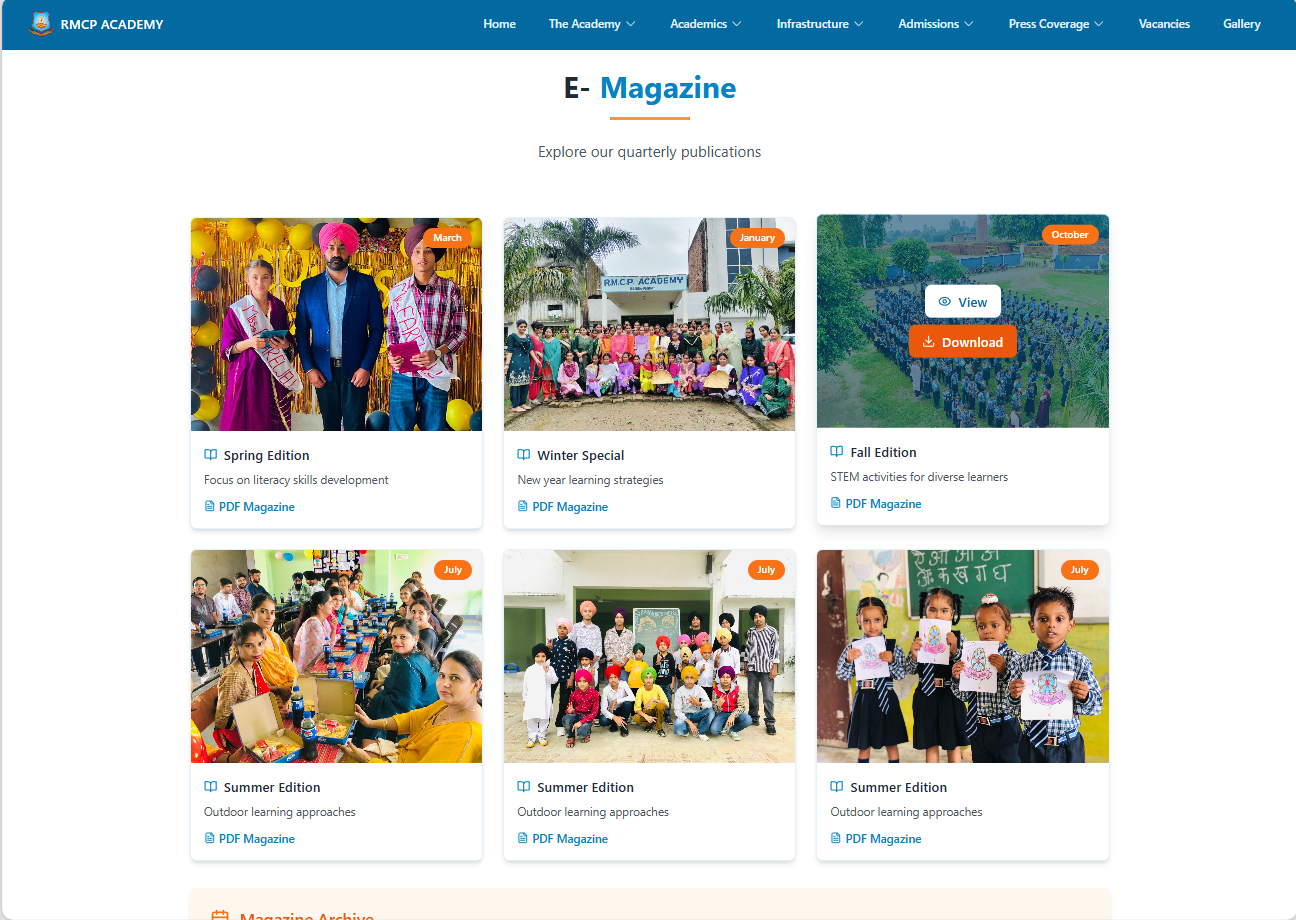 RMCP ACADEMY
Home The Academy Academics Infrastructure Admissions Press Coverage Vacancies Gallery
E- Magazine
Explore our quarterly publications
March
January
R.M.C.P. ACADEMY
October
View
Download
Spring Edition
Focus on literacy skills development
PDF Magazine
Winter Special
New year learning strategies
PDF Magazine
Fall Edition
STEM activities for diverse learners
PDF Magazine
July
July
July
क ख ग घ
Summer Edition
Outdoor learning approaches
PDF Magazine
Summer Edition
Outdoor learning approaches
PDF Magazine
Summer Edition
Outdoor learning approaches
PDF Magazine
Magazine Archive